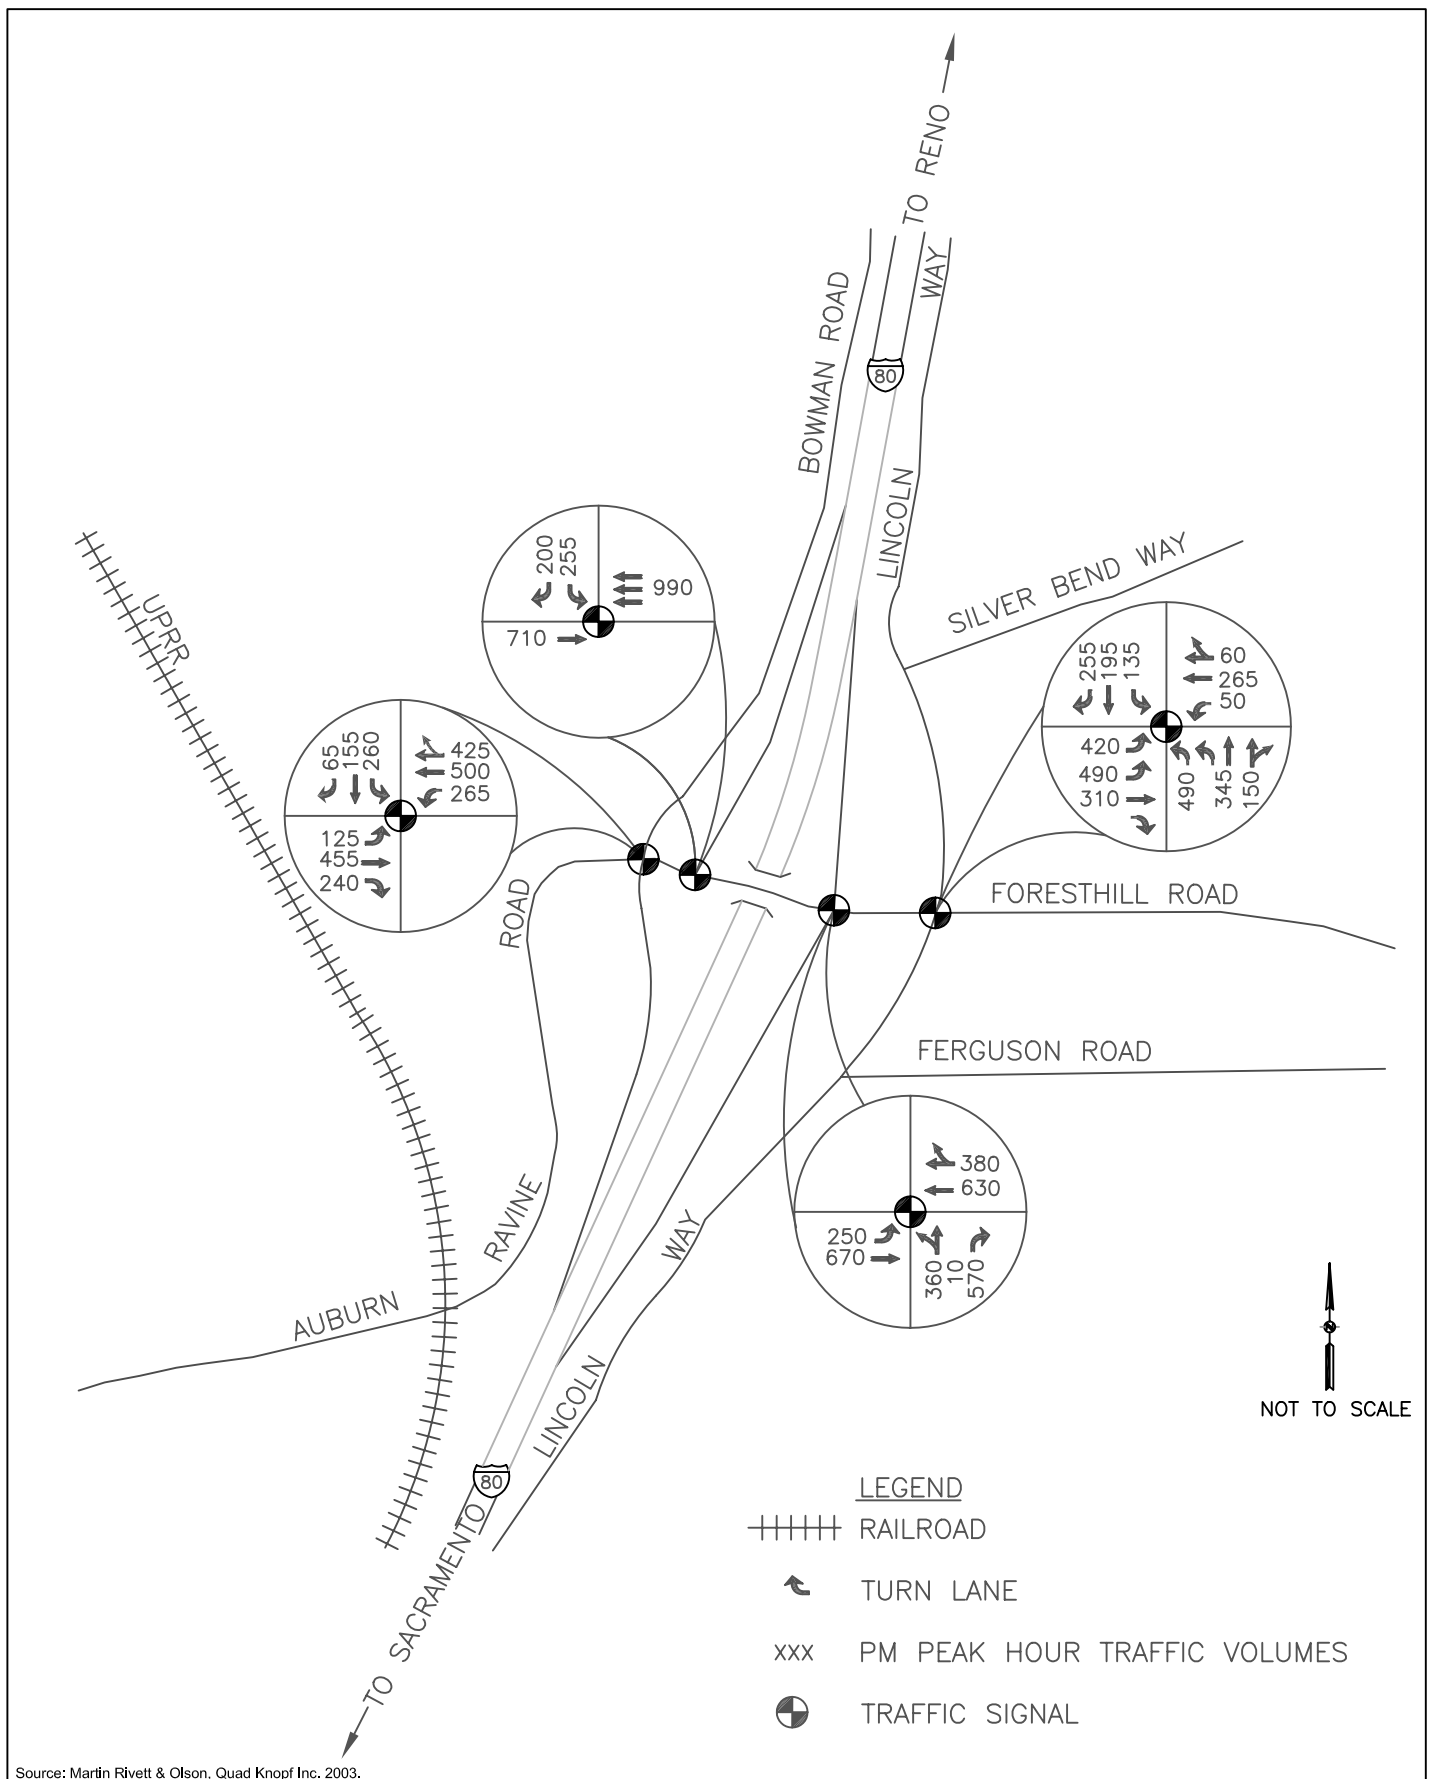 TO RENO
BOWMAN ROAD
WAY
80
LINCOLN
SILVER BEND WAY
UPRR
200
255
990
710
255
195
135
60
265
50
420
490
310
490
345
150
65
155
260
425
500
265
125
455
240
ROAD
FORESTHILL ROAD
FERGUSON ROAD
380
630
250
670
360
10
570
RAVINE
WAY
AUBURN
LINCOLN
NOT TO SCALE
80
TO SACRAMENTO
LEGEND
RAILROAD
TURN LANE
XXX PM PEAK HOUR TRAFFIC VOLUMES
TRAFFIC SIGNAL
Source: Martin Rivett & Olson, Quad Knopf Inc. 2003.